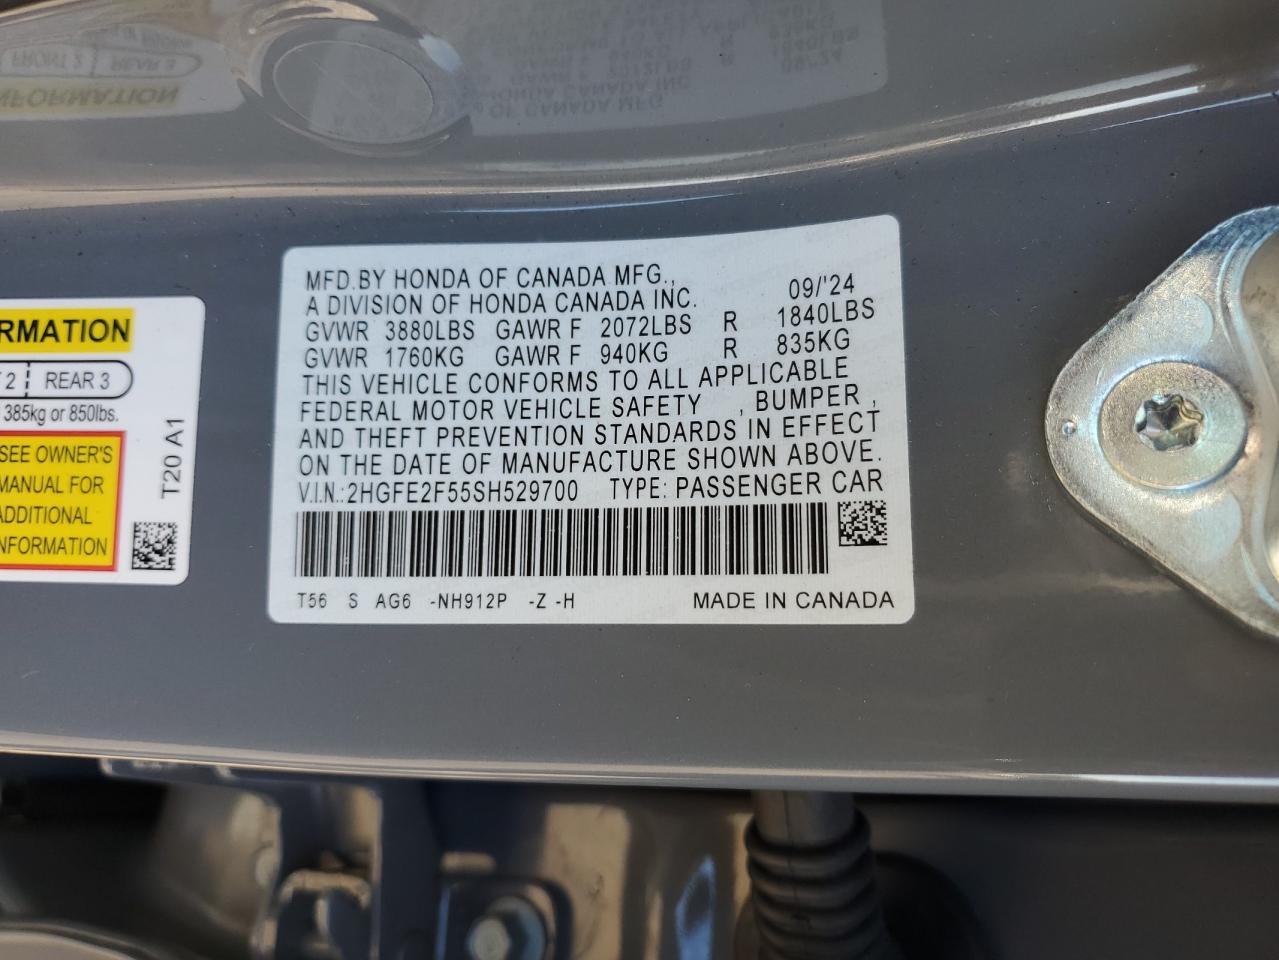 RMATION
2 REAR 3
385kg or 850lbs.
SEE OWNER'S
MANUAL FOR
ADDITIONAL
NFORMATION
T20 A1
MFD.BY HONDA OF CANADA MFG., 09/'24
A DIVISION OF HONDA CANADA INC.
GVWR 3880LBS GAWR F 2072LBS R 1840LBS
GVWR 1760KG GAWR F 940KG R 835KG
THIS VEHICLE CONFORMS TO ALL APPLICABLE
FEDERAL MOTOR VEHICLE SAFETY , BUMPER ,
AND THEFT PREVENTION STANDARDS IN EFFECT
ON THE DATE OF MANUFACTURE SHOWN ABOVE.
V.I.N.:2HGFE2F55SH529700 TYPE: PASSENGER CAR
T56 S AG6 -NH912P -Z -H MADE IN CANADA